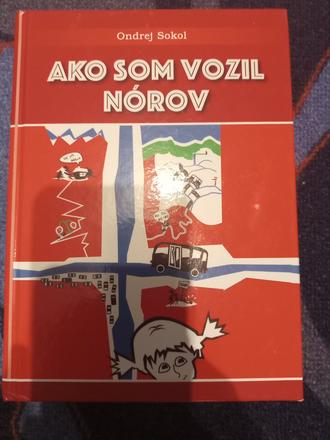 Ondrej Sokol
AKO SOM VOZIL
NÓROV